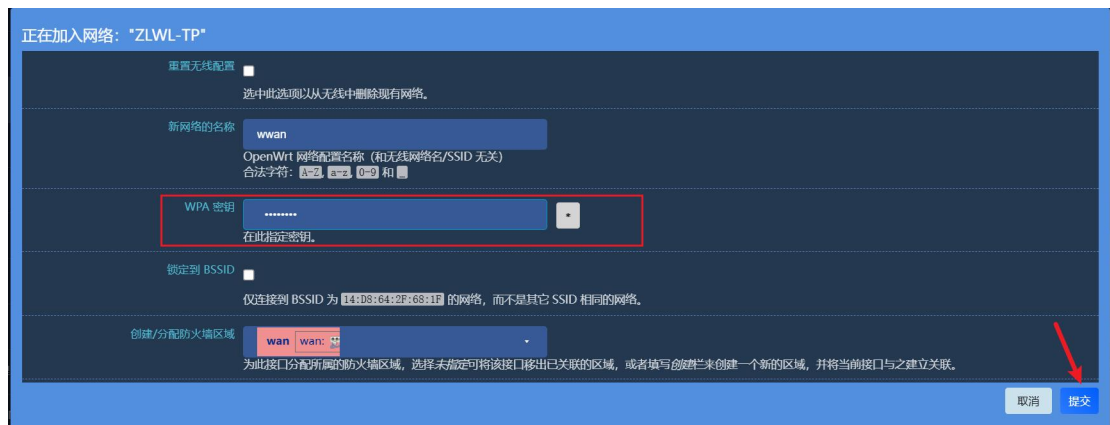 正在加入网络："ZLWL-TP"
重置无线配置
选中此选项以从无线中删除现有网络。
新网络的名称
wwan
OpenWrt 网络配置名称（和无线网络名/SSID 无关）
合法字符： A-Z, a-z, 0-9 和 _
WPA 密钥
••••••••
*
在此指定密钥。
锁定到 BSSID
仅连接到 BSSID 为 14:D8:64:2F:68:1F 的网络，而不是其它 SSID 相同的网络。
创建/分配防火墙区域
wan wan:
为此接口分配所属的防火墙区域，选择未指定可将该接口移出已关联的区域，或者填写创建栏来创建一个新的区域，并将当前接口与之建立关联。
取消 提交